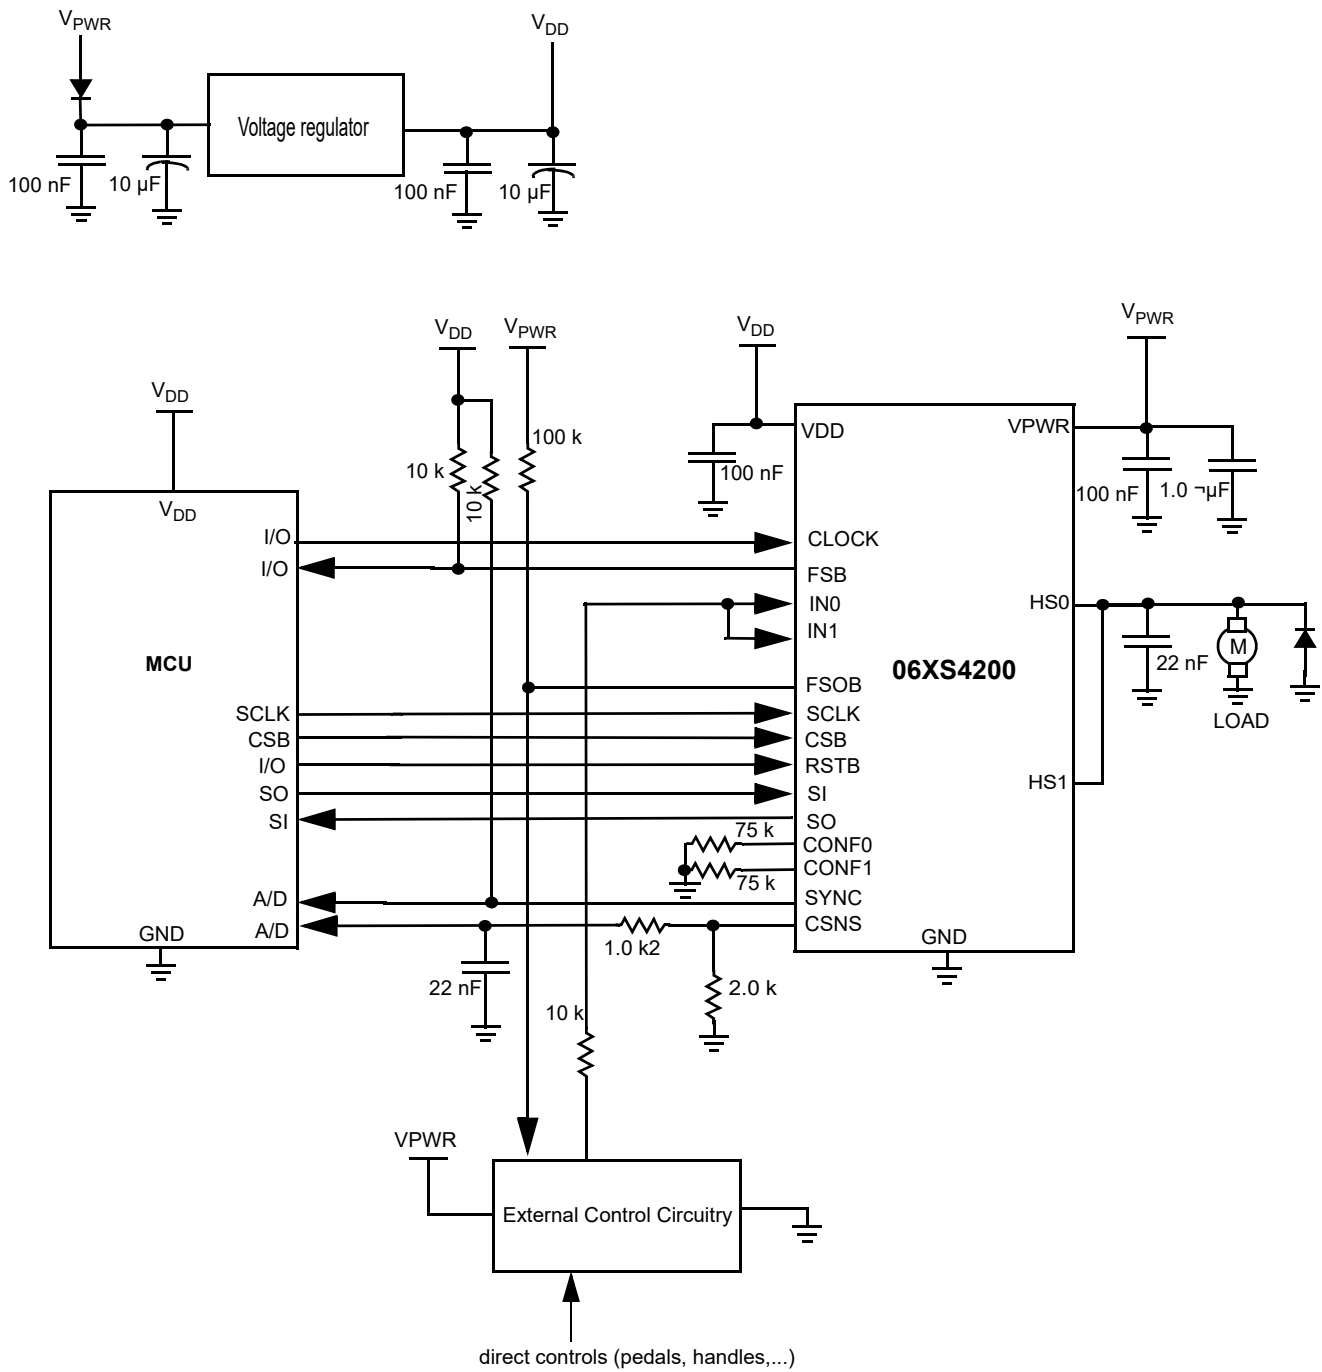 VPWR
VDD
Voltage regulator
100 nF
10 µF
100 nF
10 µF
VDD
VPWR
VDD
VPWR
VDD
100 k
10 k
10 k
VDD
VPWR
100 nF
100 nF
1.0 ¬µF
VDD
I/O
CLOCK
I/O
FSB
IN0
HS0
IN1
MCU
06XS4200
M
22 nF
FSOB
SCLK
SCLK
LOAD
CSB
CSB
I/O
RSTB
HS1
SO
SI
SI
SO
75 k
CONF0
CONF1
75 k
A/D
SYNC
A/D
CSNS
GND
GND
1.0 k2
22 nF
2.0 k
10 k
VPWR
External Control Circuitry
direct controls (pedals, handles,...)